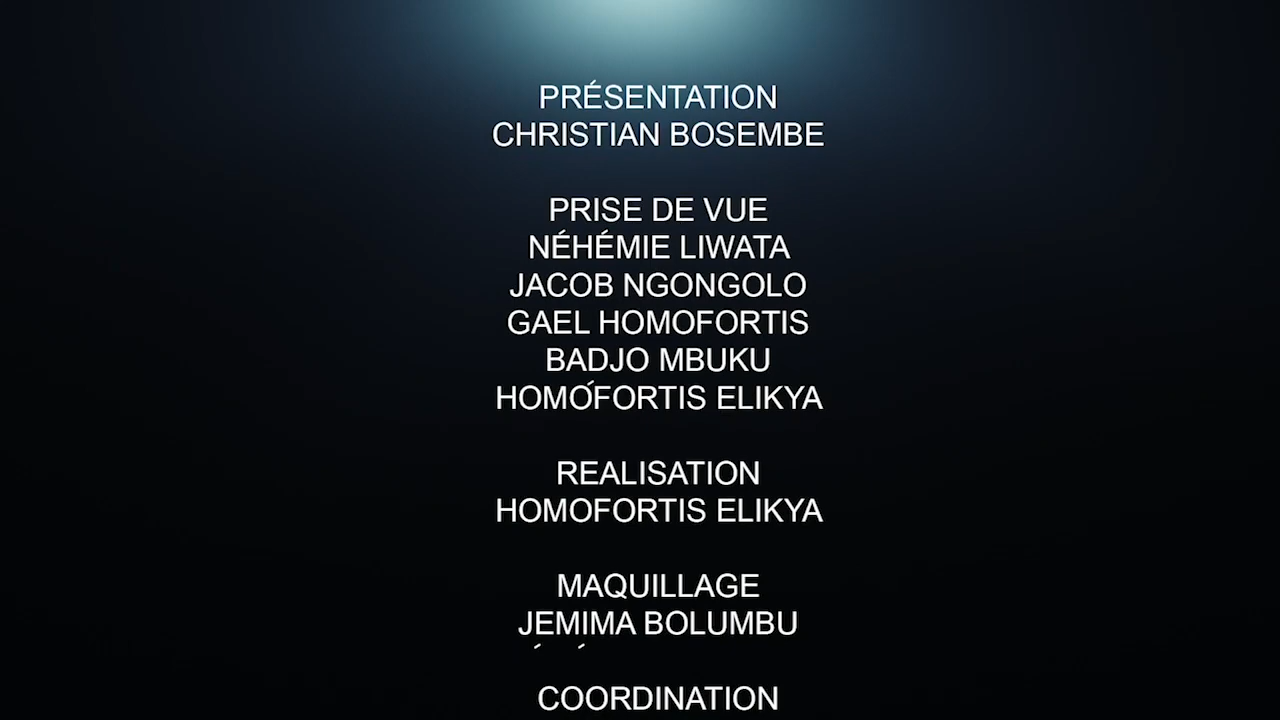 PRÉSENTATION
CHRISTIAN BOSEMBE
PRISE DE VUE
NÉHÉMIE LIWATA
JACOB NGONGOLO
GAEL HOMOFORTIS
BADJO MBUKU
HOMOFORTIS ELIKYA
REALISATION
HOMOFORTIS ELIKYA
MAQUILLAGE
JEMIMA BOLUMBU
COORDINATION